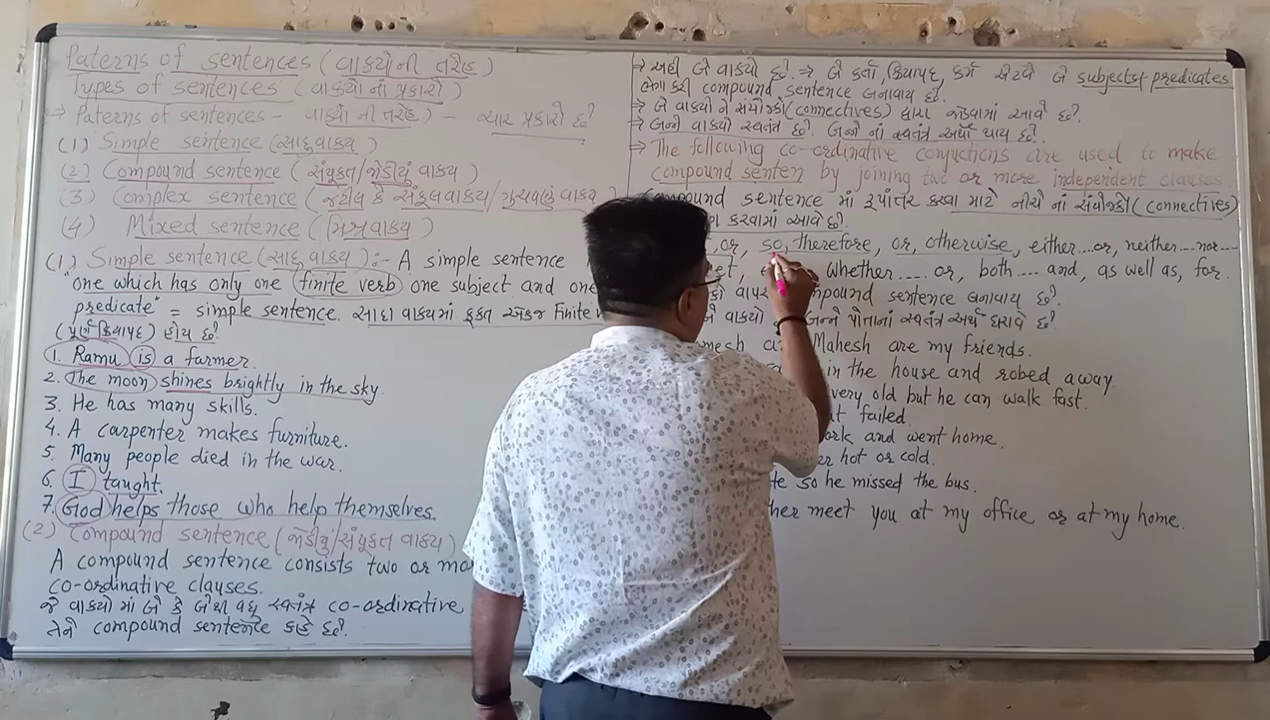 Paterns of sentences (વાક્યોની તરેહ)
Types of sentences (વાક્યોના પ્રકારો)
→ Paterns of sentences - વાક્યોની તરેહ) - ચાર પ્રકારો છે.
(1) Simple sentence (સાદુ વાક્ય)
(2) Compound sentence (સંયુકત/જોડીયું વાક્ય)
(3) Complex sentence (જટીલ કે સંકુલવાક્ય/ગુચવાળું વાક્ય
(4) Mixed sentence (મિશ્રવાક્ય)
(1) Simple sentence (સાદુ વાક્ય) :- A simple sentence
"one which has only one (finite verb) one subject and one
predicate" = simple sentence. સાદા વાક્યમાં ફકત એકજ Finite
(પૂર્ણ ક્રિયાપદ) હોય છે.
1. Ramu is a farmer.
2. The moon shines brightly in the sky.
3. He has many skills.
4. A carpenter makes furniture.
5. Many people died in the war.
6. I taught.
7. God helps those who help themselves.
(2) Compound sentence (જોડીયું/સંયુકત વાક્ય)
A compound sentence consists two or mo
co-ordinative clauses.
જે વાક્યો માં બે કે બેથી વધુ સ્વતંત્ર co-ordinative
તેને compound sentence કહે છે.
→ અહી બે વાક્યો છે. → બે કર્તા, ક્રિયાપદ, કર્મ એટલે બે subjects/predicates
ભેગા કરી compound sentence બનાવાય છે.
→ બે વાક્યો ને સંયોજકો (connectives) દ્વારા જોડવામાં આવે છે.
→ બન્ને વાક્યો સ્વતંત્ર છે. બન્ને નાં સ્વતંત્ર અર્થ થાય છે.
→ The following co-ordinative conjuctions are used to make
compound senten by joining two or more independent clauses.
pound sentence માં રૂપાંતર કરવા માટે નીચે નાં સંયોજકો (connectives)
કરવામાં આવે છે.
, or, so, therefore, or, otherwise, either...or, neither...nor...
whether .... or, both .... and, as well as, for.
mpound sentence બનાવાય છે.
વાક્યો બન્ને પોતાનાં સ્વતંત્ર અર્થ ધરાવે છે.
mesh a Mahesh are my friends.
in the house and robed away
very old but he can walk fast.
t failed.
ork and went home.
er hot or cold.
te so he missed the bus.
her meet you at my office or at my home.